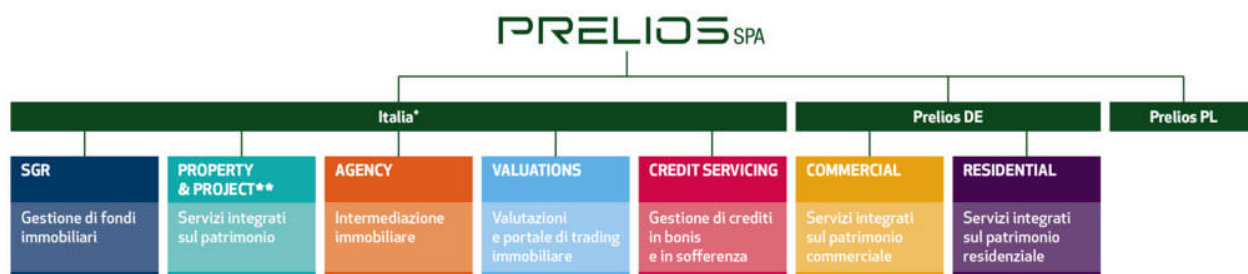 PRELIOS SPA
Italia*
Prelios DE
Prelios PL
SGR
Gestione di fondi
immobiliari
PROPERTY
& PROJECT**
Servizi integrati
sul patrimonio
AGENCY
Intermediazione
immobiliare
VALUATIONS
Valutazioni
e portale di trading
immobiliare
CREDIT SERVICING
Gestione di crediti
in bonis
e in sofferenza
COMMERCIAL
Servizi integrati
sul patrimonio
commerciale
RESIDENTIAL
Servizi integrati
sul patrimonio
residenziale